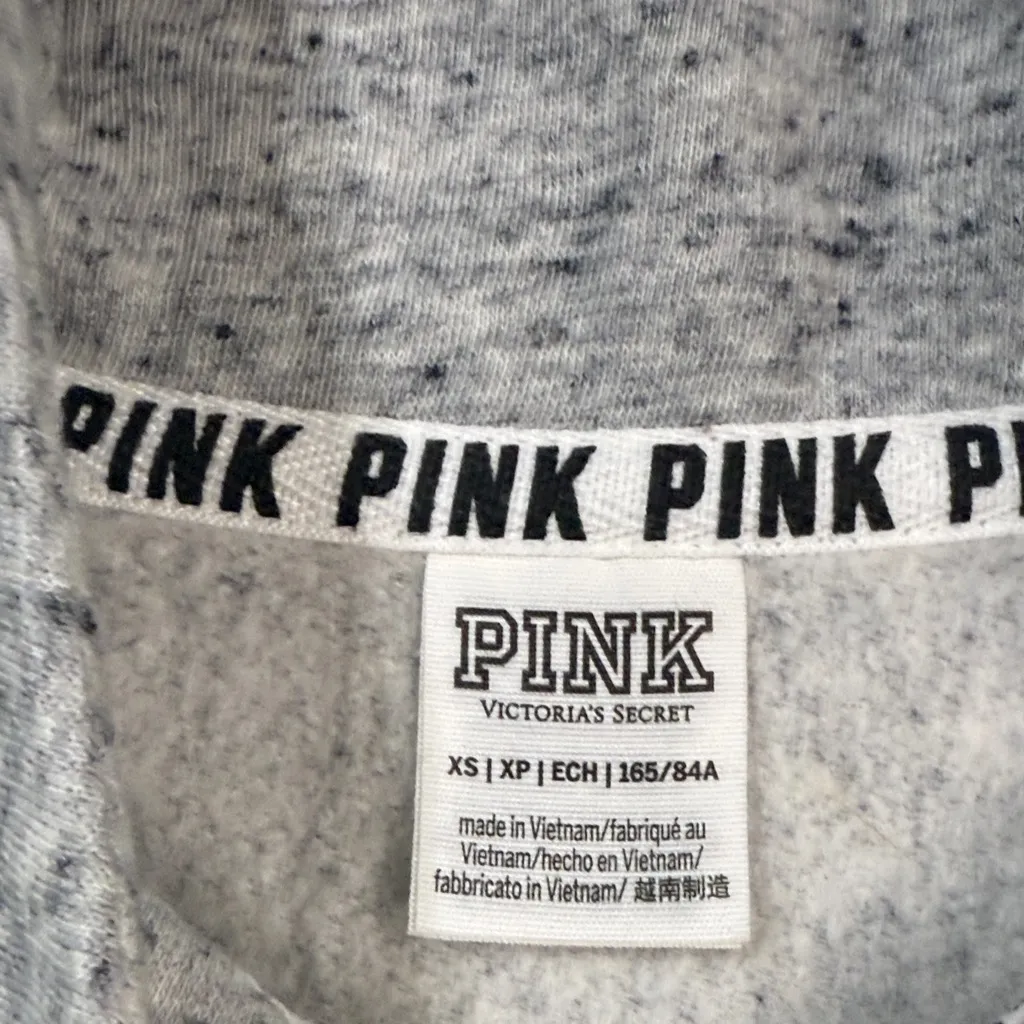 PINK PINK PINK PI
PINK
VICTORIA'S SECRET
XS | XP | ECH | 165/84A
made in Vietnam/fabriqué au
Vietnam/hecho en Vietnam/
fabbricato in Vietnam/ 越南制造